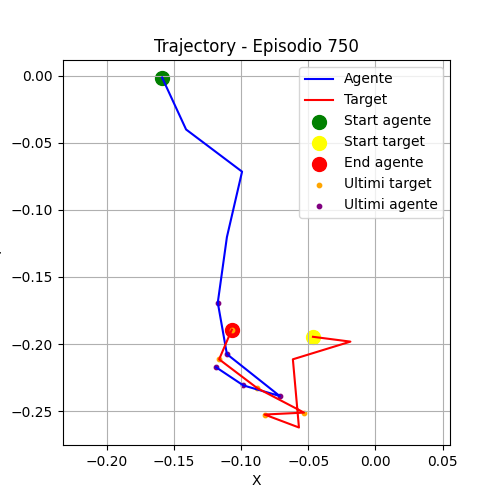 Trajectory - Episodio 750
Agente
Target
Start agente
Start target
End agente
Ultimi target
Ultimi agente
0.00
−0.05
−0.10
−0.15
−0.20
−0.25
−0.20
−0.15
−0.10
−0.05
0.00
0.05
X